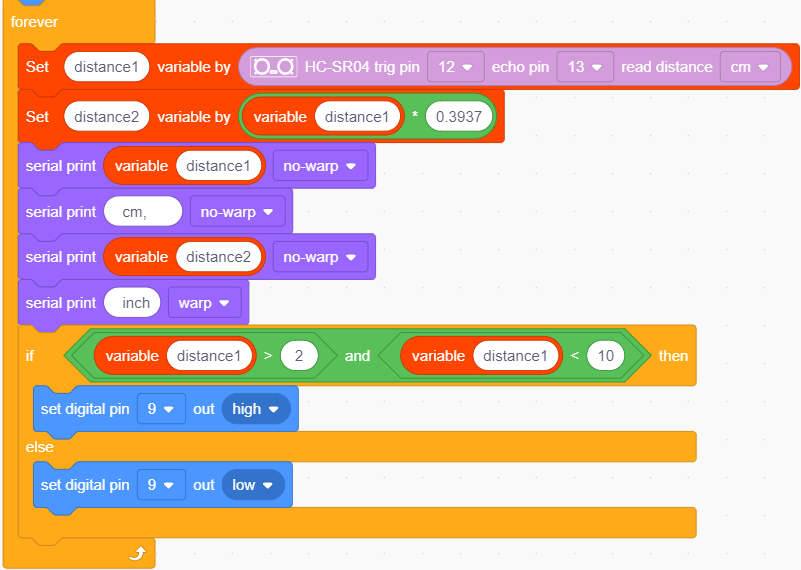 forever
Set distance1 variable by HC-SR04 trig pin 12 echo pin 13 read distance cm
Set distance2 variable by variable distance1 * 0.3937
serial print variable distance1 no-warp
serial print cm, no-warp
serial print variable distance2 no-warp
serial print inch warp
if variable distance1 > 2 and variable distance1 < 10 then
set digital pin 9 out high
else
set digital pin 9 out low